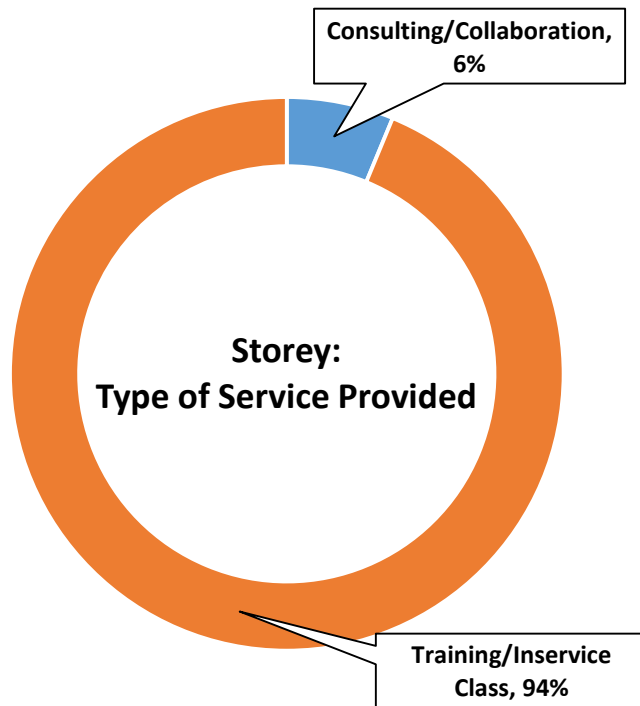 Consulting/Collaboration,
6%
Storey:
Type of Service Provided
Training/Inservice
Class, 94%